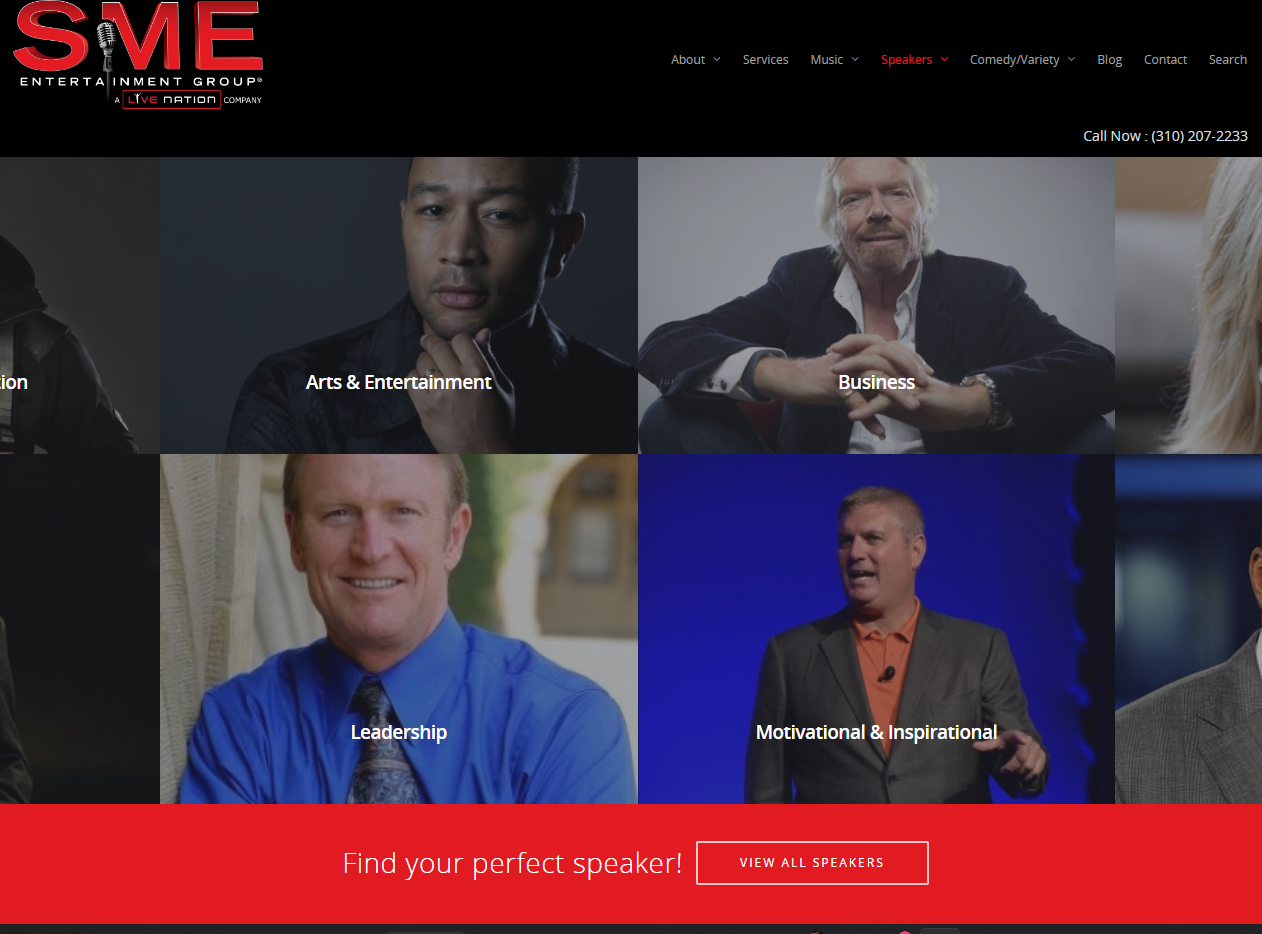 SME
ENTERTAINMENT GROUP®
A LIVE NATION COMPANY
About
Services
Music
Speakers
Comedy/Variety
Blog
Contact
Search
Call Now : (310) 207-2233
Arts & Entertainment
Business
Leadership
Motivational & Inspirational
Find your perfect speaker!
VIEW ALL SPEAKERS